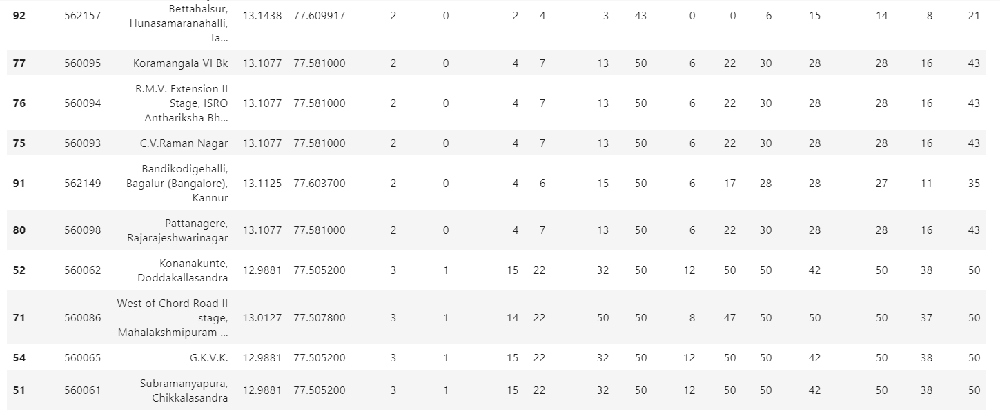 Bettahalsur,
92 562157 Hunasamaranahalli, 13.1438 77.609917 2 0 2 4 3 43 0 0 6 15 14 8 21
Ta...
77 560095 Koramangala VI Bk 13.1077 77.581000 2 0 4 7 13 50 6 22 30 28 28 16 43
R.M.V. Extension II
76 560094 Stage, ISRO 13.1077 77.581000 2 0 4 7 13 50 6 22 30 28 28 16 43
Anthariksha Bh...
75 560093 C.V.Raman Nagar 13.1077 77.581000 2 0 4 7 13 50 6 22 30 28 28 16 43
Bandikodigehalli,
91 562149 Bagalur (Bangalore), 13.1125 77.603700 2 0 4 6 15 50 6 17 28 28 27 11 35
Kannur
80 560098 Pattanagere, 13.1077 77.581000 2 0 4 7 13 50 6 22 30 28 28 16 43
Rajarajeshwarinagar
52 560062 Konanakunte, 12.9881 77.505200 3 1 15 22 32 50 12 50 50 42 50 38 50
Doddakallasandra
West of Chord Road II
71 560086 stage, 13.0127 77.507800 3 1 14 22 50 50 8 47 50 50 50 37 50
Mahalakshmipuram ...
54 560065 G.K.V.K. 12.9881 77.505200 3 1 15 22 32 50 12 50 50 42 50 38 50
51 560061 Subramanyapura, 12.9881 77.505200 3 1 15 22 32 50 12 50 50 42 50 38 50
Chikkalasandra